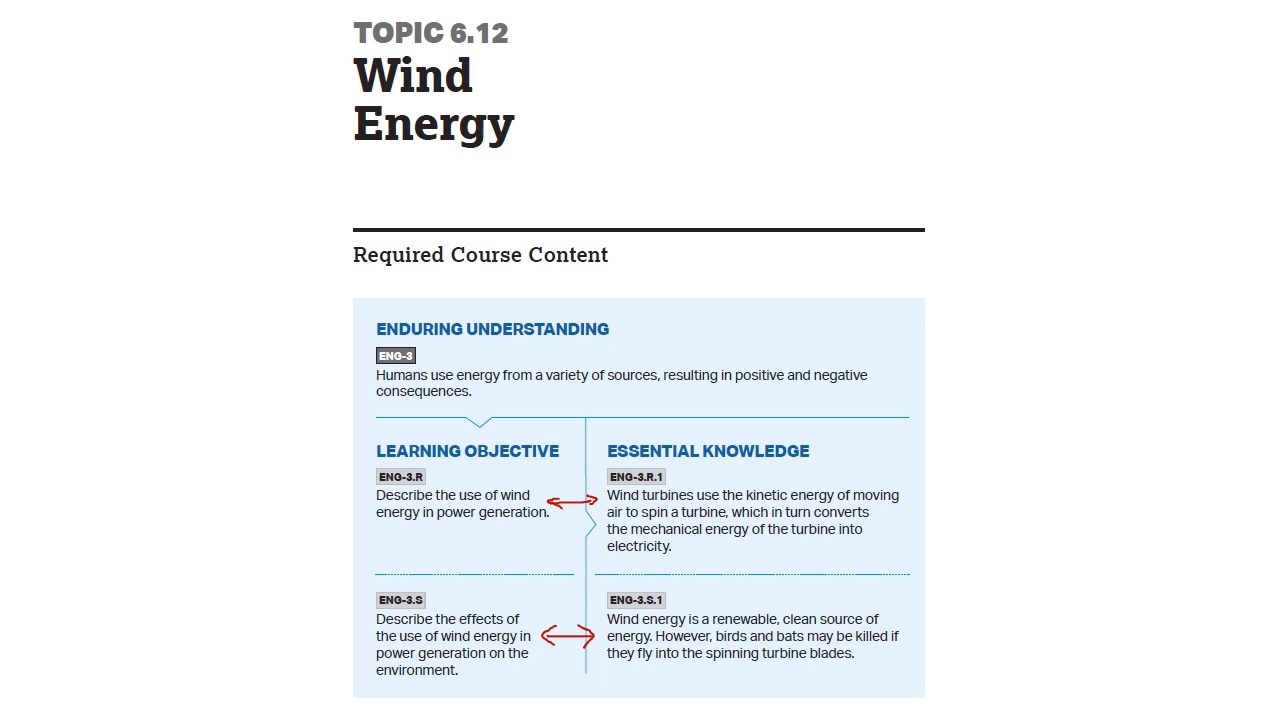 TOPIC 6.12
Wind
Energy
Required Course Content
ENDURING UNDERSTANDING
ENG-3
Humans use energy from a variety of sources, resulting in positive and negative
consequences.
LEARNING OBJECTIVE
ENG-3.R
Describe the use of wind
energy in power generation.
ESSENTIAL KNOWLEDGE
ENG-3.R.1
Wind turbines use the kinetic energy of moving
air to spin a turbine, which in turn converts
the mechanical energy of the turbine into
electricity.
ENG-3.S
Describe the effects of
the use of wind energy in
power generation on the
environment.
ENG-3.S.1
Wind energy is a renewable, clean source of
energy. However, birds and bats may be killed if
they fly into the spinning turbine blades.